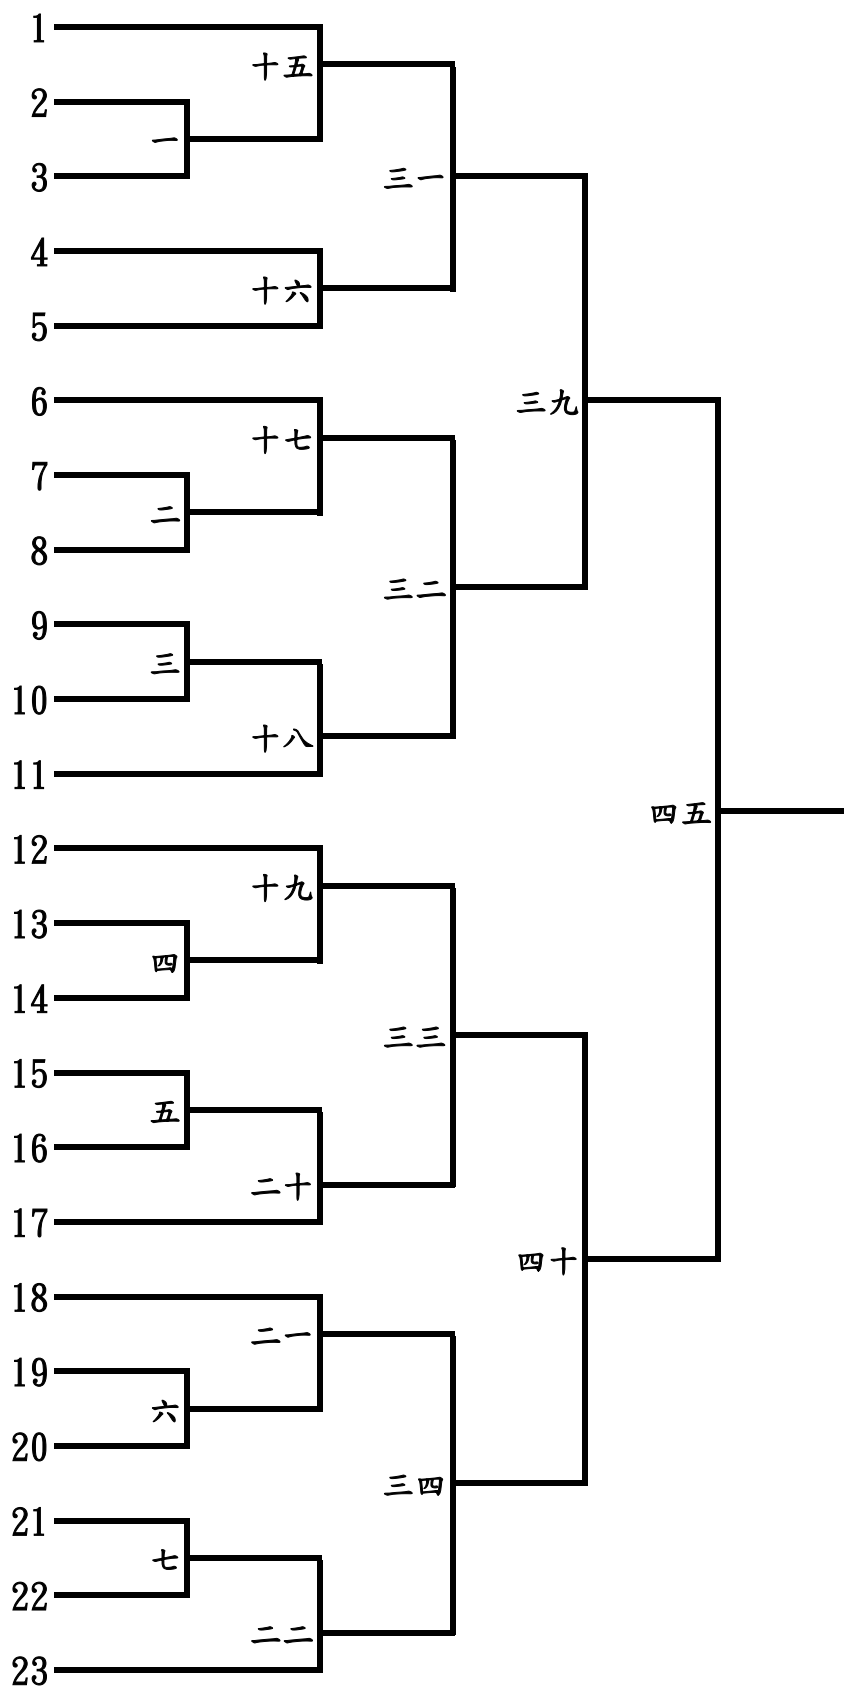 1
十五
2
一
3
三一
4
十六
5
三九
6
十七
7
二
8
三二
9
三
10
十八
11
四五
12
十九
13
四
14
三三
15
五
16
二十
17
四十
18
二一
19
六
20
三四
21
七
22
二二
23